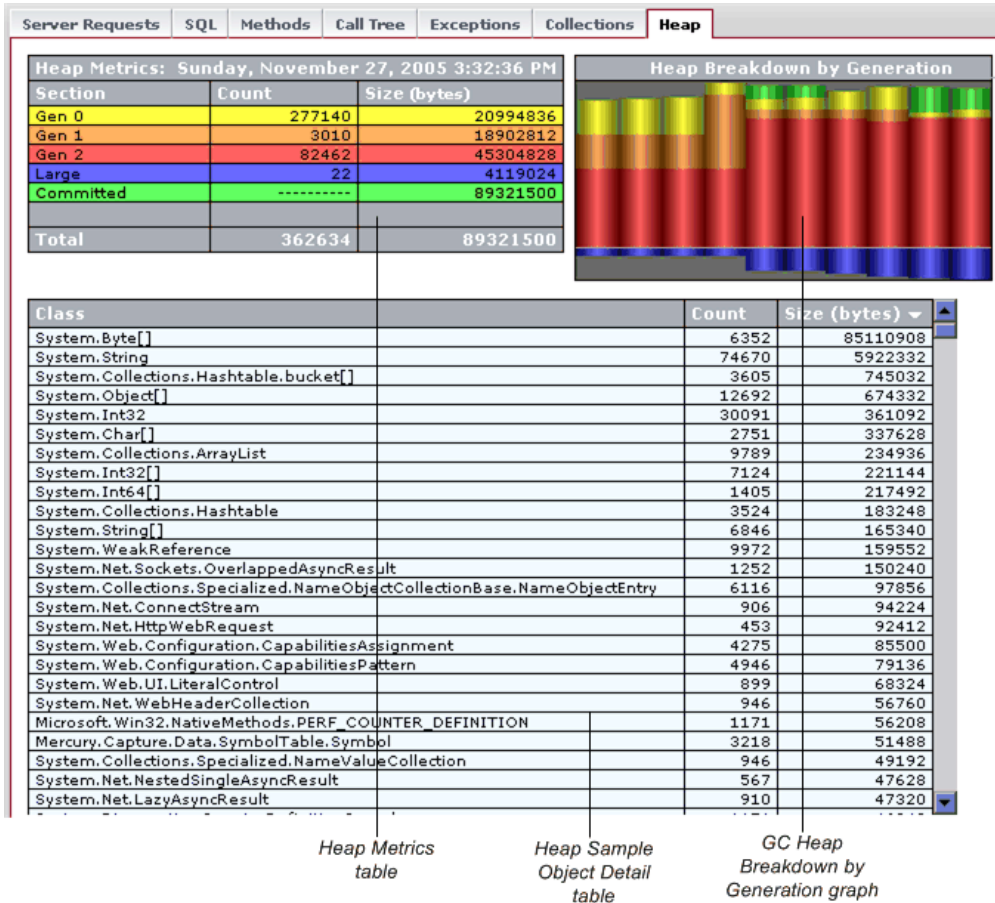 Server Requests SQL Methods Call Tree Exceptions Collections Heap
Heap Metrics: Sunday, November 27, 2005 3:32:36 PM
Section Count Size (bytes)
Gen 0 277140 20994836
Gen 1 3010 18902812
Gen 2 82462 45304828
Large 22 4119024
Committed ---------- 89321500
Total 362634 89321500
Heap Breakdown by Generation
Class Count Size (bytes)
System.Byte[] 6352 85110908
System.String 74670 5922332
System.Collections.Hashtable.bucket[] 3605 745032
System.Object[] 12692 674332
System.Int32 30091 361092
System.Char[] 2751 337628
System.Collections.ArrayList 9789 234936
System.Int32[] 7124 221144
System.Int64[] 1405 217492
System.Collections.Hashtable 3524 183248
System.String[] 6846 165340
System.WeakReference 9972 159552
System.Net.Sockets.OverlappedAsyncResult 1252 150240
System.Collections.Specialized.NameObjectCollectionBase.NameObjectEntry 6116 97856
System.Net.ConnectStream 906 94224
System.Net.HttpWebRequest 453 92412
System.Web.Configuration.CapabilitiesAssignment 4275 85500
System.Web.Configuration.CapabilitiesPattern 4946 79136
System.Web.UI.LiteralControl 899 68324
System.Net.WebHeaderCollection 946 56760
Microsoft.Win32.NativeMethods.PERF_COUNTER_DEFINITION 1171 56208
Mercury.Capture.Data.SymbolTable.Symbol 3218 51488
System.Collections.Specialized.NameValueCollection 946 49192
System.Net.NestedSingleAsyncResult 567 47628
System.Net.LazyAsyncResult 910 47320
Heap Metrics
table
Heap Sample
Object Detail
table
GC Heap
Breakdown by
Generation graph